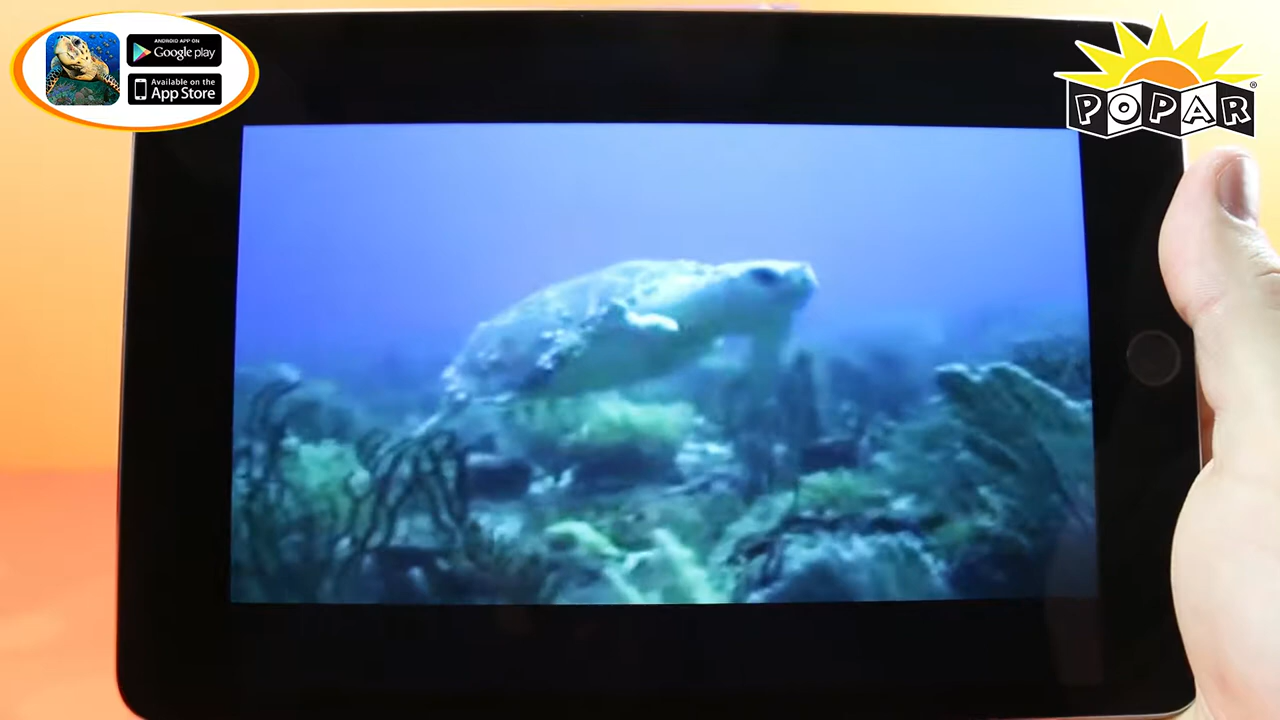 ANDROID APP ON
Google play
Available on the
App Store
POPAR®